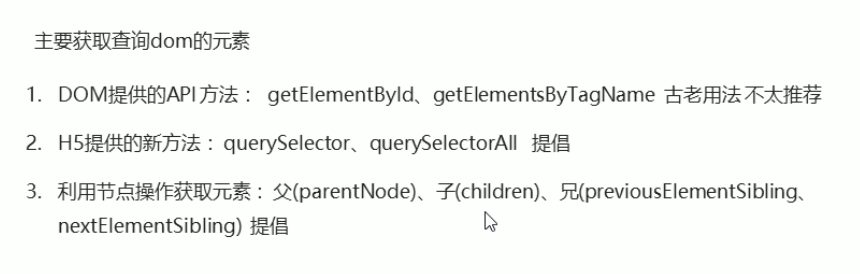 主要获取查询dom的元素
1. DOM提供的API 方法： getElementById、getElementsByTagName 古老用法 不太推荐
2. H5提供的新方法：querySelector、querySelectorAll 提倡
3. 利用节点操作获取元素：父(parentNode)、子(children)、兄(previousElementSibling、
nextElementSibling) 提倡